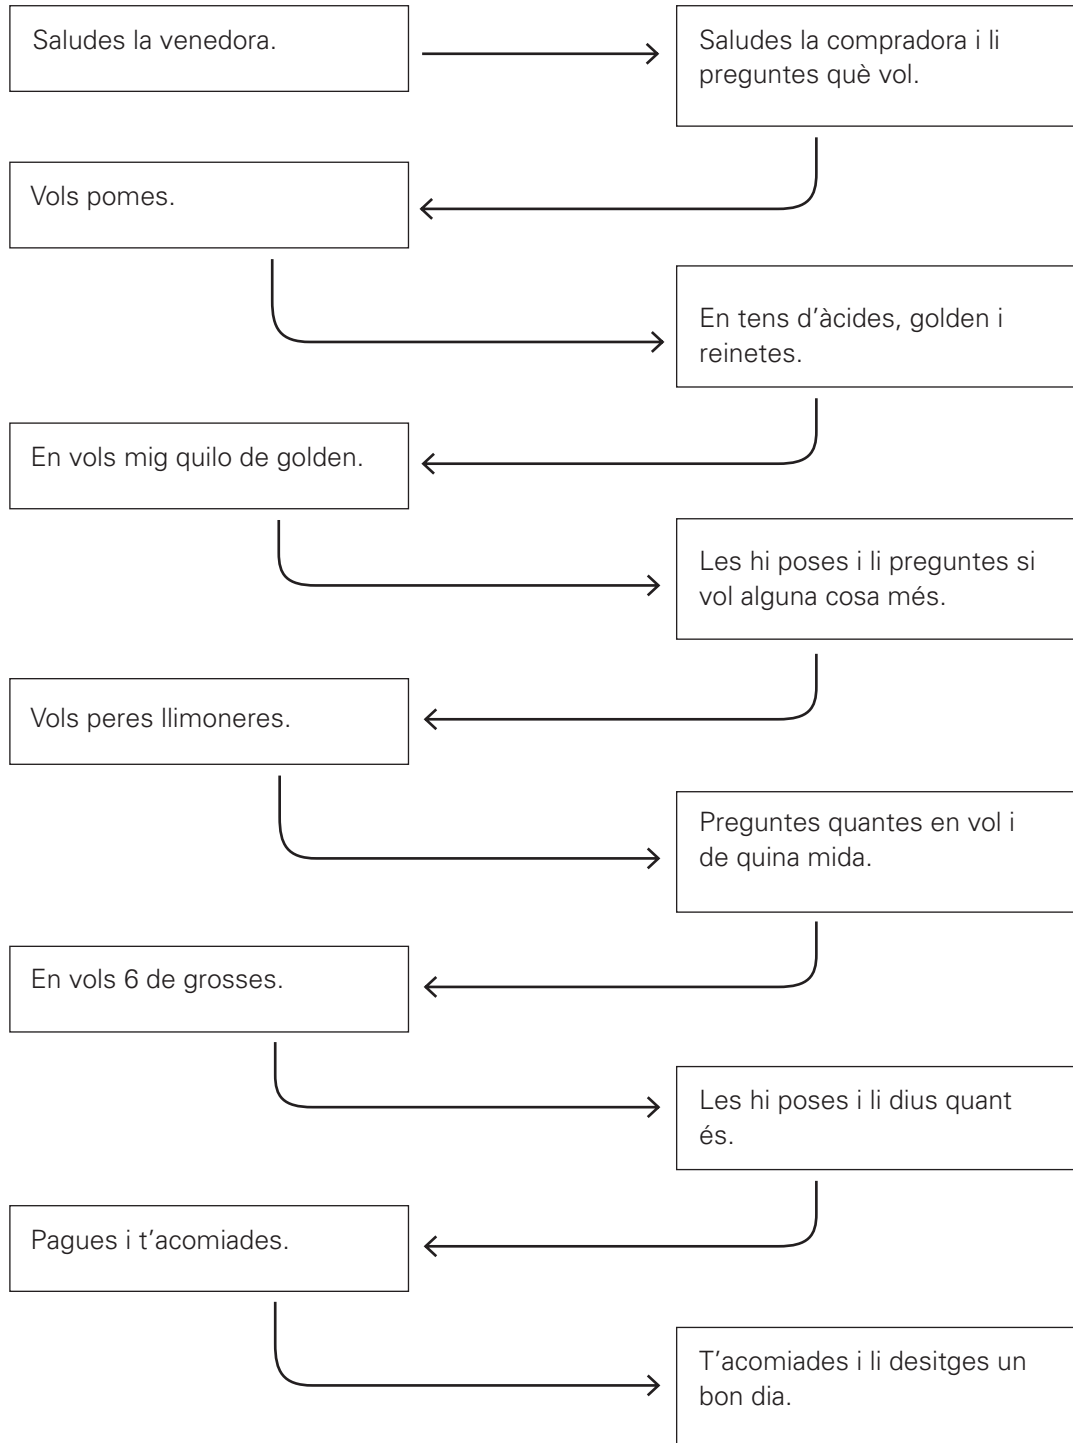 Saludes la venedora.
Saludes la compradora i li
preguntes què vol.
Vols pomes.
En tens d’àcides, golden i
reinetes.
En vols mig quilo de golden.
Les hi poses i li preguntes si
vol alguna cosa més.
Vols peres llimoneres.
Preguntes quantes en vol i
de quina mida.
En vols 6 de grosses.
Les hi poses i li dius quant
és.
Pagues i t’acomiades.
T’acomiades i li desitges un
bon dia.